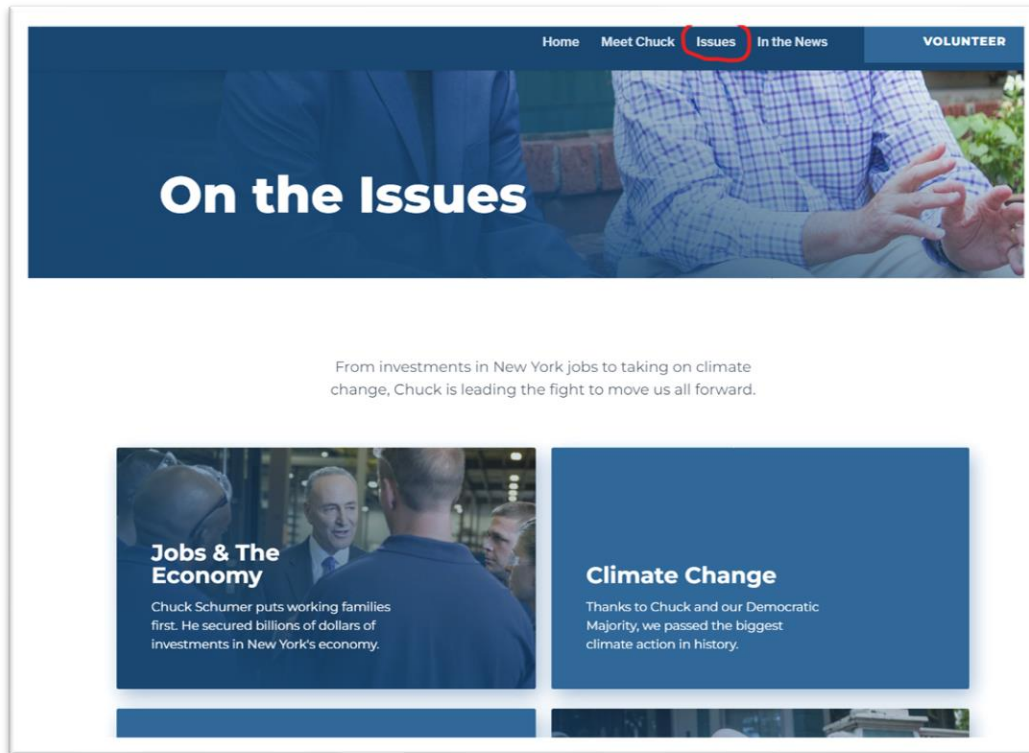 Home Meet Chuck Issues In the News VOLUNTEER
On the Issues
From investments in New York jobs to taking on climate
change, Chuck is leading the fight to move us all forward.
Jobs & The
Economy
Chuck Schumer puts working families
first. He secured billions of dollars of
investments in New York's economy.
Climate Change
Thanks to Chuck and our Democratic
Majority, we passed the biggest
climate action in history.